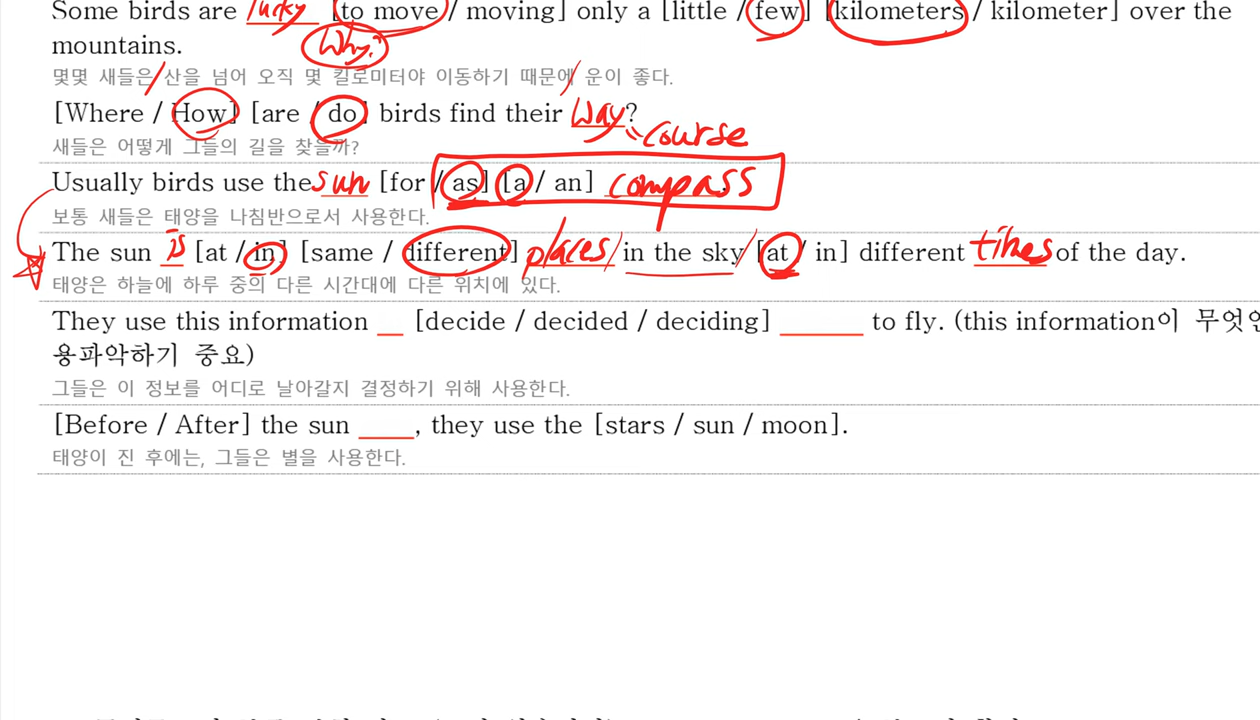 Some birds are lucky [to move / moving] only a [little / few] [kilometers / kilometer] over the
mountains. Why?
몇몇 새들은 / 산을 넘어 오직 몇 킬로미터야 이동하기 때문에 / 운이 좋다.
[Where / How] [are / do] birds find their way?
course
새들은 어떻게 그들의 길을 찾을까?
Usually birds use the sun [for / as] [a / an] compass.
보통 새들은 태양을 나침반으로서 사용한다.
The sun is [at / in] [same / different] places / in the sky / [at / in] different times of the day.
태양은 하늘에 하루 중의 다른 시간대에 다른 위치에 있다.
They use this information __ [decide / decided / deciding] ______ to fly. (this information이 무엇인
용파악하기 중요)
그들은 이 정보를 어디로 날아갈지 결정하기 위해 사용한다.
[Before / After] the sun ____, they use the [stars / sun / moon].
태양이 진 후에는, 그들은 별을 사용한다.